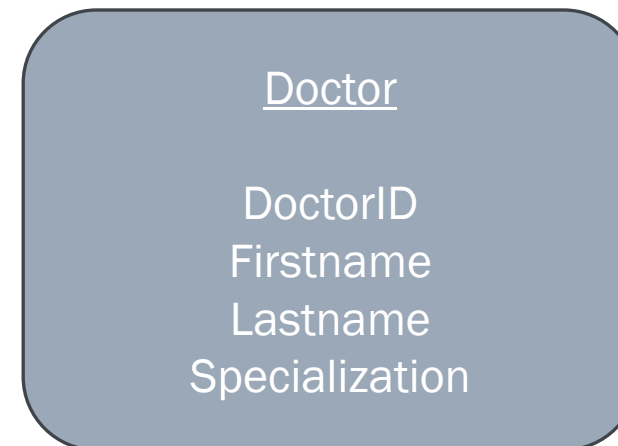 Doctor
DoctorID
Firstname
Lastname
Specialization